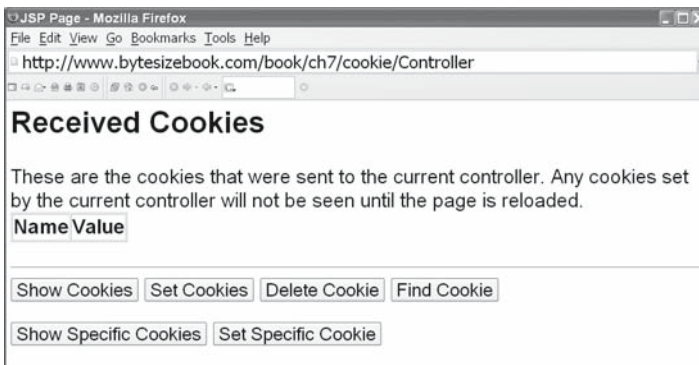 JSP Page - Mozilla Firefox
File Edit View Go Bookmarks Tools Help
http://www.bytesizebook.com/book/ch7/cookie/Controller
Received Cookies
These are the cookies that were sent to the current controller. Any cookies set
by the current controller will not be seen until the page is reloaded.
Name Value
Show Cookies Set Cookies Delete Cookie Find Cookie
Show Specific Cookies Set Specific Cookie